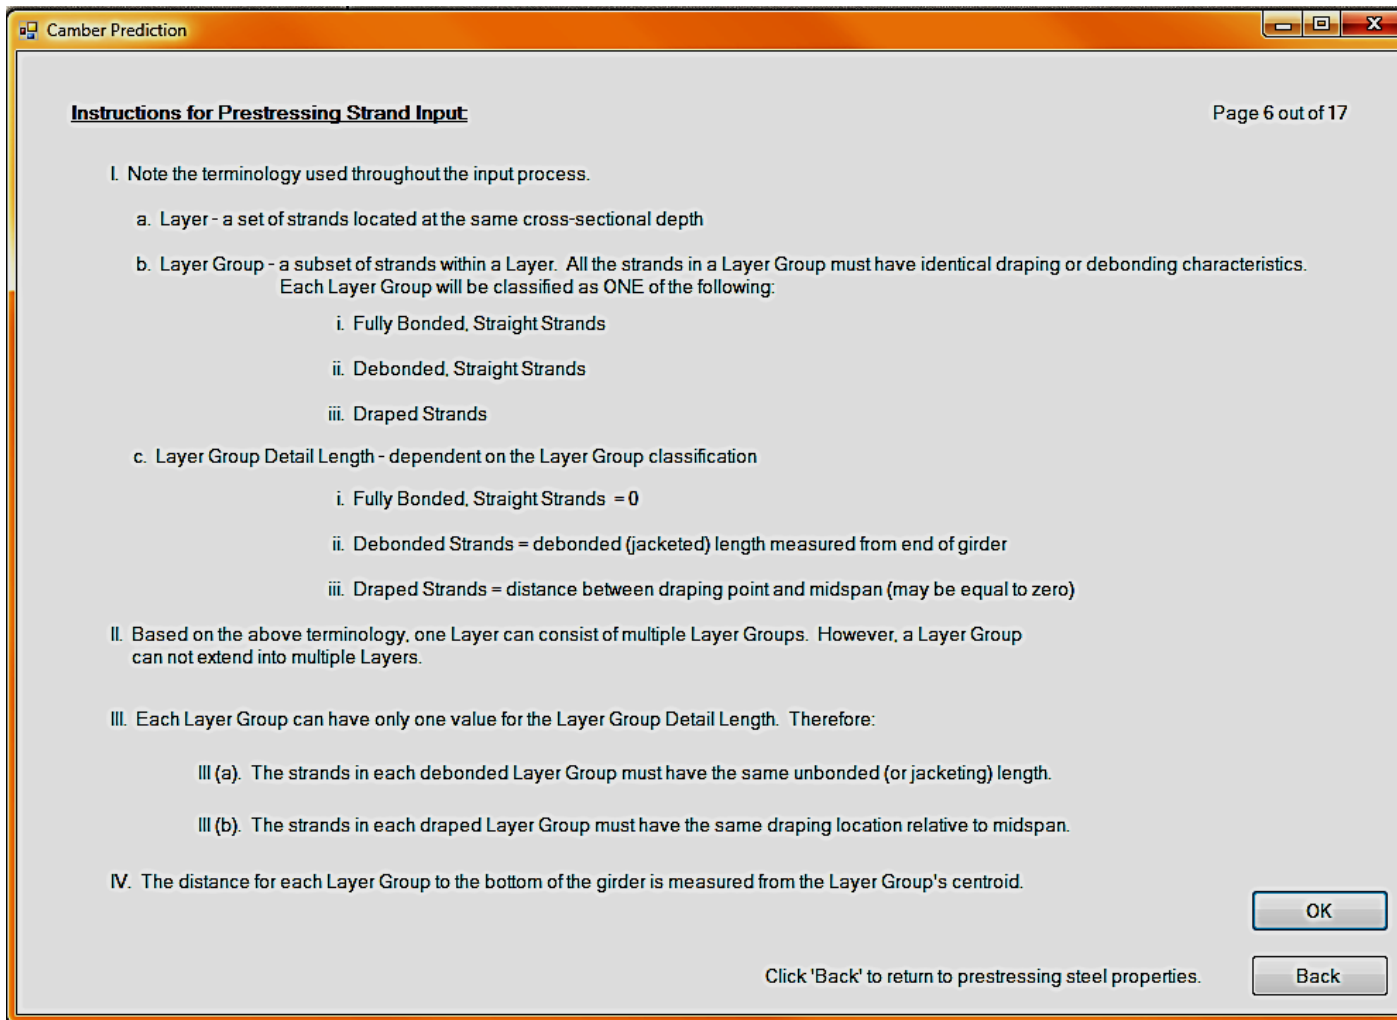 Camber Prediction
Instructions for Prestressing Strand Input:
Page 6 out of 17
I. Note the terminology used throughout the input process.
a. Layer - a set of strands located at the same cross-sectional depth
b. Layer Group - a subset of strands within a Layer. All the strands in a Layer Group must have identical draping or debonding characteristics.
Each Layer Group will be classified as ONE of the following:
i. Fully Bonded, Straight Strands
ii. Debonded, Straight Strands
iii. Draped Strands
c. Layer Group Detail Length - dependent on the Layer Group classification
i. Fully Bonded, Straight Strands = 0
ii. Debonded Strands = debonded (jacketed) length measured from end of girder
iii. Draped Strands = distance between draping point and midspan (may be equal to zero)
II. Based on the above terminology, one Layer can consist of multiple Layer Groups. However, a Layer Group
can not extend into multiple Layers.
III. Each Layer Group can have only one value for the Layer Group Detail Length. Therefore:
III (a). The strands in each debonded Layer Group must have the same unbonded (or jacketing) length.
III (b). The strands in each draped Layer Group must have the same draping location relative to midspan.
IV. The distance for each Layer Group to the bottom of the girder is measured from the Layer Group's centroid.
OK
Click 'Back' to return to prestressing steel properties.
Back